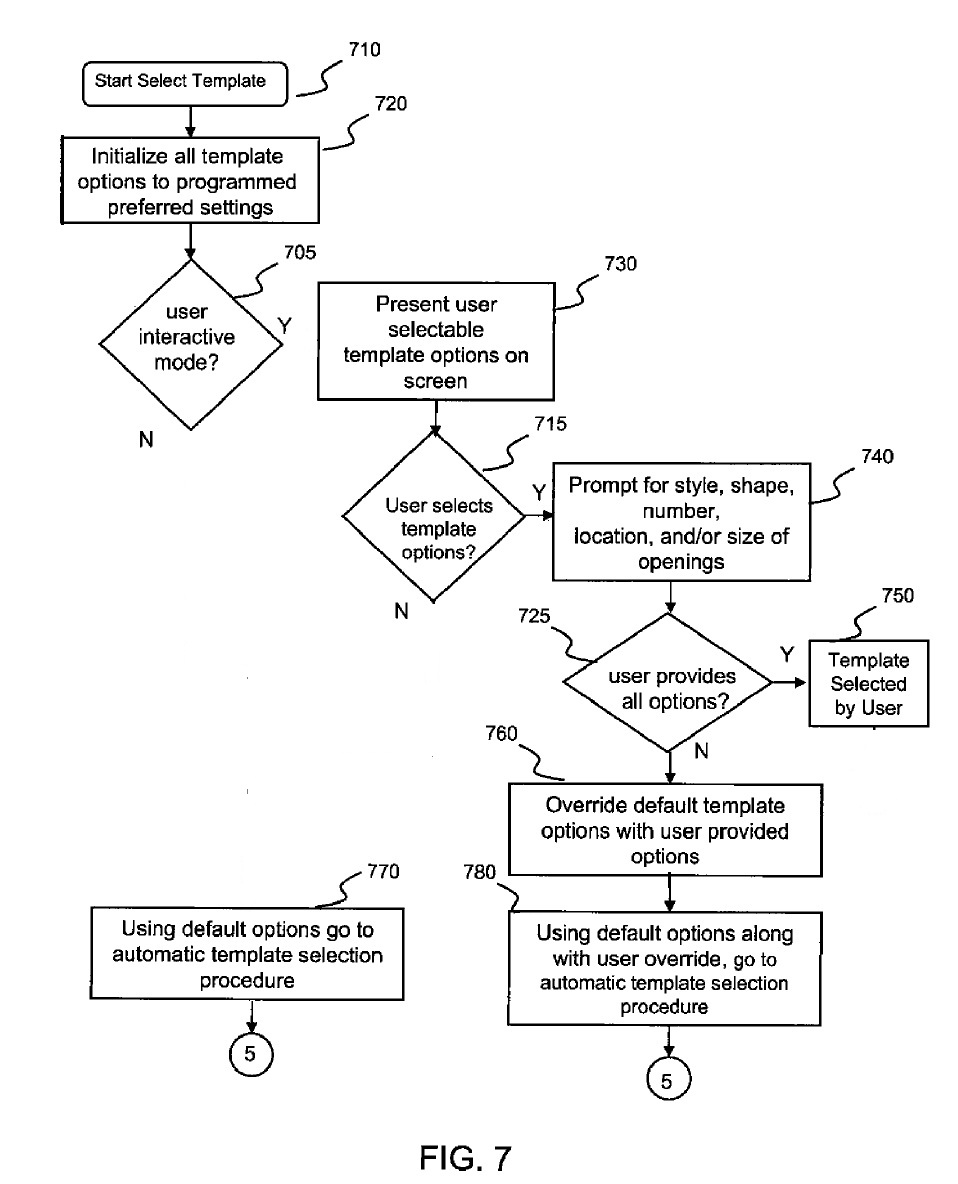 710
Start Select Template
720
Initialize all template
options to programmed
preferred settings
705
user
interactive
mode?
Y
N
730
Present user
selectable
template options on
screen
715
User selects
template
options?
Y
N
740
Prompt for style, shape,
number,
location, and/or size of
openings
725
user provides
all options?
Y
N
750
Template
Selected
by User
760
Override default template
options with user provided
options
770
Using default options go to
automatic template selection
procedure
5
780
Using default options along
with user override, go to
automatic template selection
procedure
5
FIG. 7